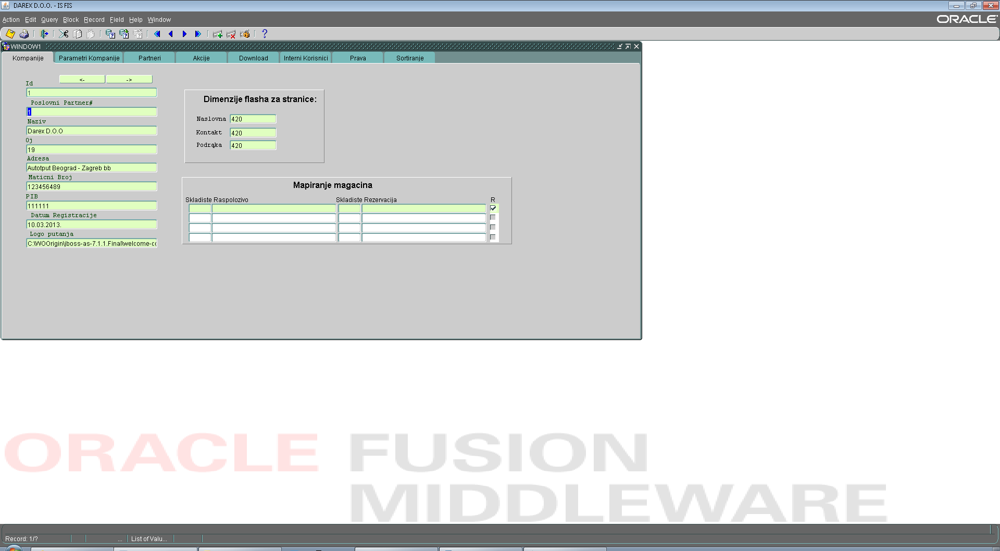 DAREX D.O.O. - IS FIS
Action Edit Query Block Record Field Help Window
ORACLE
WINDOW1
Kompanije Parametri Kompanije Partneri Akcije Download Interni Korisnici Prava Sortiranje
<- ->
Id
1
Poslovni Partner#
1
Naziv
Darex D.O.O
Oj
19
Adresa
Autotput Beograd - Zagreb bb
Maticni Broj
123456489
PIB
111111
Datum Registracije
10.03.2013.
Logo putanja
C:\WOOrigin\jboss-as-7.1.1.Final\welcome-co
Dimenzije flasha za stranice:
Naslovna 420
Kontakt 420
Podrąka 420
Mapiranje magacina
Skladiste Raspolozivo Skladiste Rezervacija R
ORACLE FUSION
MIDDLEWARE
Record: 1/? ... List of Valu...